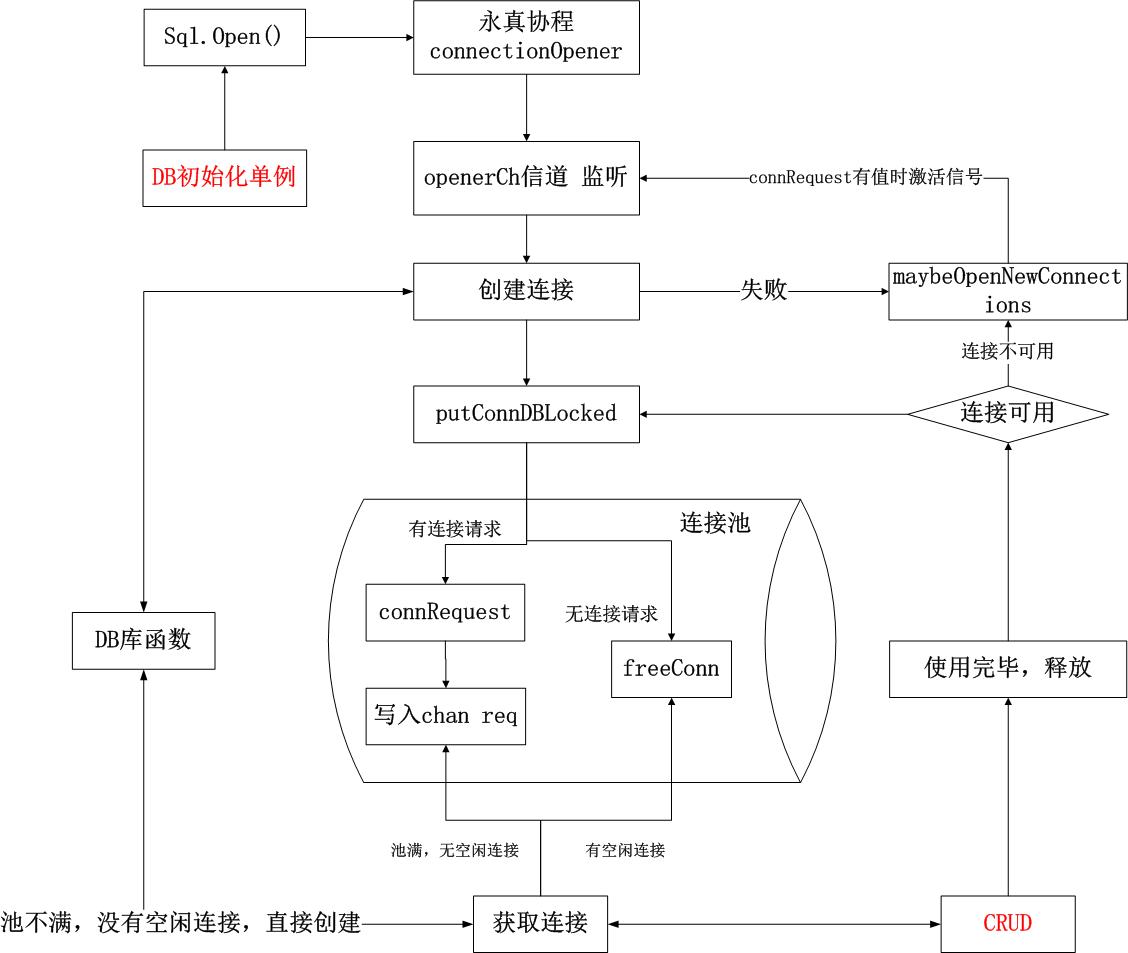 Sql.Open()
永真协程
connectionOpener
DB初始化单例
openerCh信道 监听
connRequest有值时激活信号
创建连接
失败
maybeOpenNewConnect
ions
连接不可用
putConnDBLocked
连接可用
有连接请求
连接池
connRequest
无连接请求
DB库函数
freeConn
使用完毕，释放
写入chan req
池满，无空闲连接
有空闲连接
池不满，没有空闲连接，直接创建
获取连接
CRUD